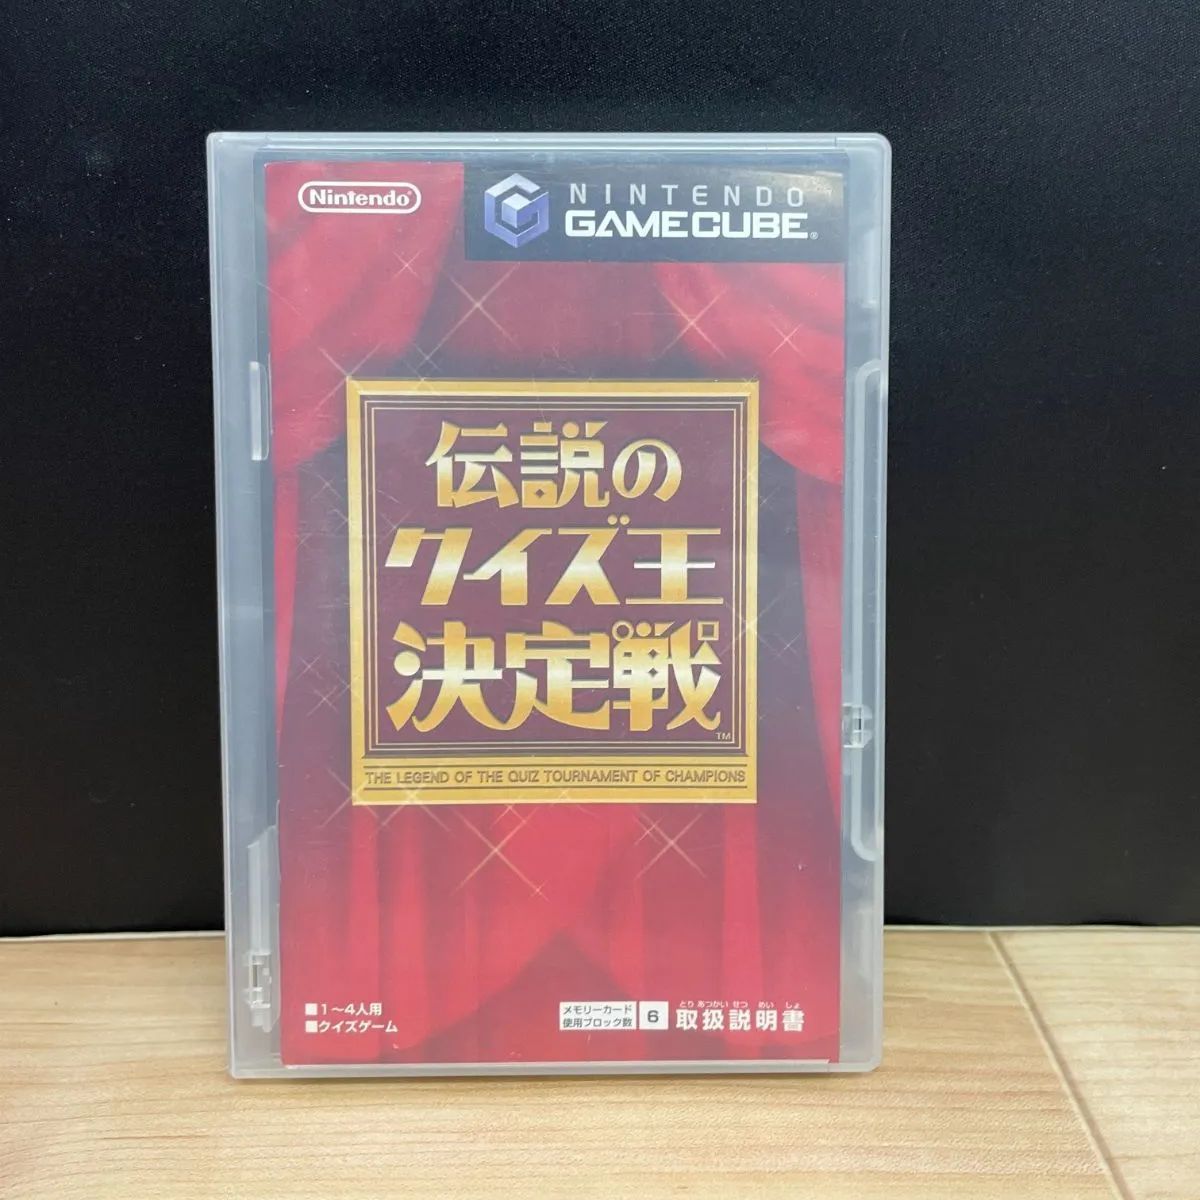 Nintendo®
NINTENDO
GAMECUBE®
伝説の
クイズ王
決定戦
TM
THE LEGEND OF THE QUIZ TOURNAMENT OF CHAMPIONS
■1～4人用
■クイズゲーム
メモリーカード
使用ブロック数
6
とりあつかいせつめいしょ
取扱説明書